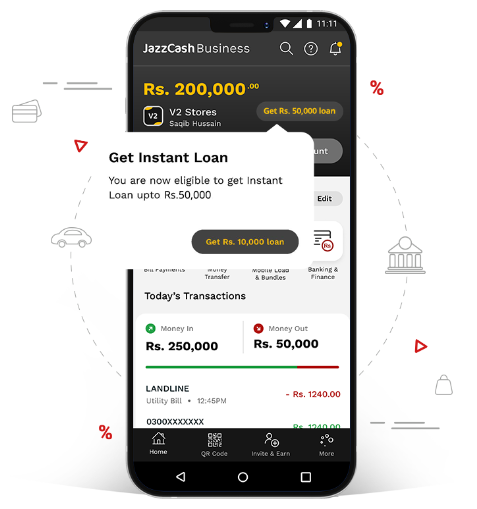 11:11
JazzCash Business
Rs. 200,000.00
V2
V2 Stores
Saqib Hussain
Get Rs. 50,000 loan
Get Instant Loan
You are now eligible to get Instant
Loan upto Rs.50,000
Get Rs. 10,000 loan
Edit
Rs
Bill Payments
Money
Transfer
Mobile Load
& Bundles
Banking &
Finance
Today's Transactions
Money In
Rs. 250,000
Money Out
Rs. 50,000
LANDLINE
Utility Bill • 12:45PM
- Rs. 1240.00
0300XXXXXXX
Rs. 1240.00
Home
QR Code
Invite & Earn
More
%
%